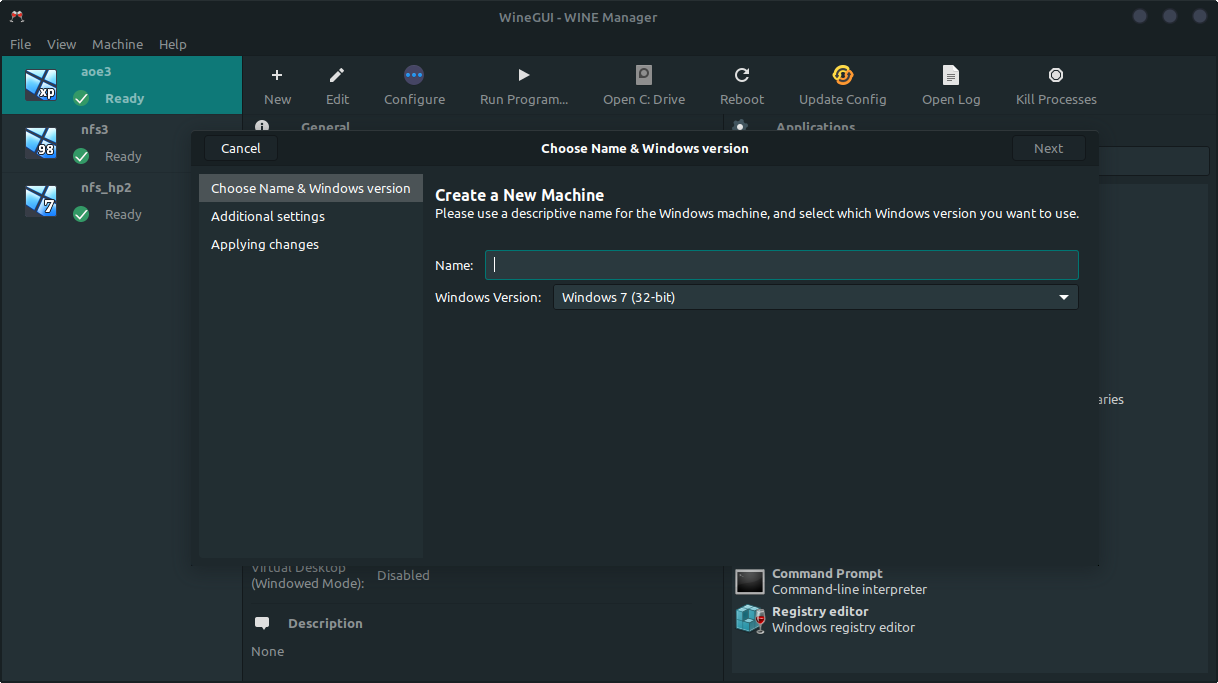 WineGUI - WINE Manager
File View Machine Help
aoe3
Ready
nfs3
Ready
nfs_hp2
Ready
xp
98
7
New Edit Configure Run Program... Open C: Drive Reboot Update Config Open Log Kill Processes
General Applications
Cancel Choose Name & Windows version Next
Choose Name & Windows version
Additional settings
Applying changes
Create a New Machine
Please use a descriptive name for the Windows machine, and select which Windows version you want to use.
Name:
Windows Version: Windows 7 (32-bit)
aries
Virtual Desktop
(Windowed Mode): Disabled
Description
None
Command Prompt
Command-line interpreter
Registry editor
Windows registry editor